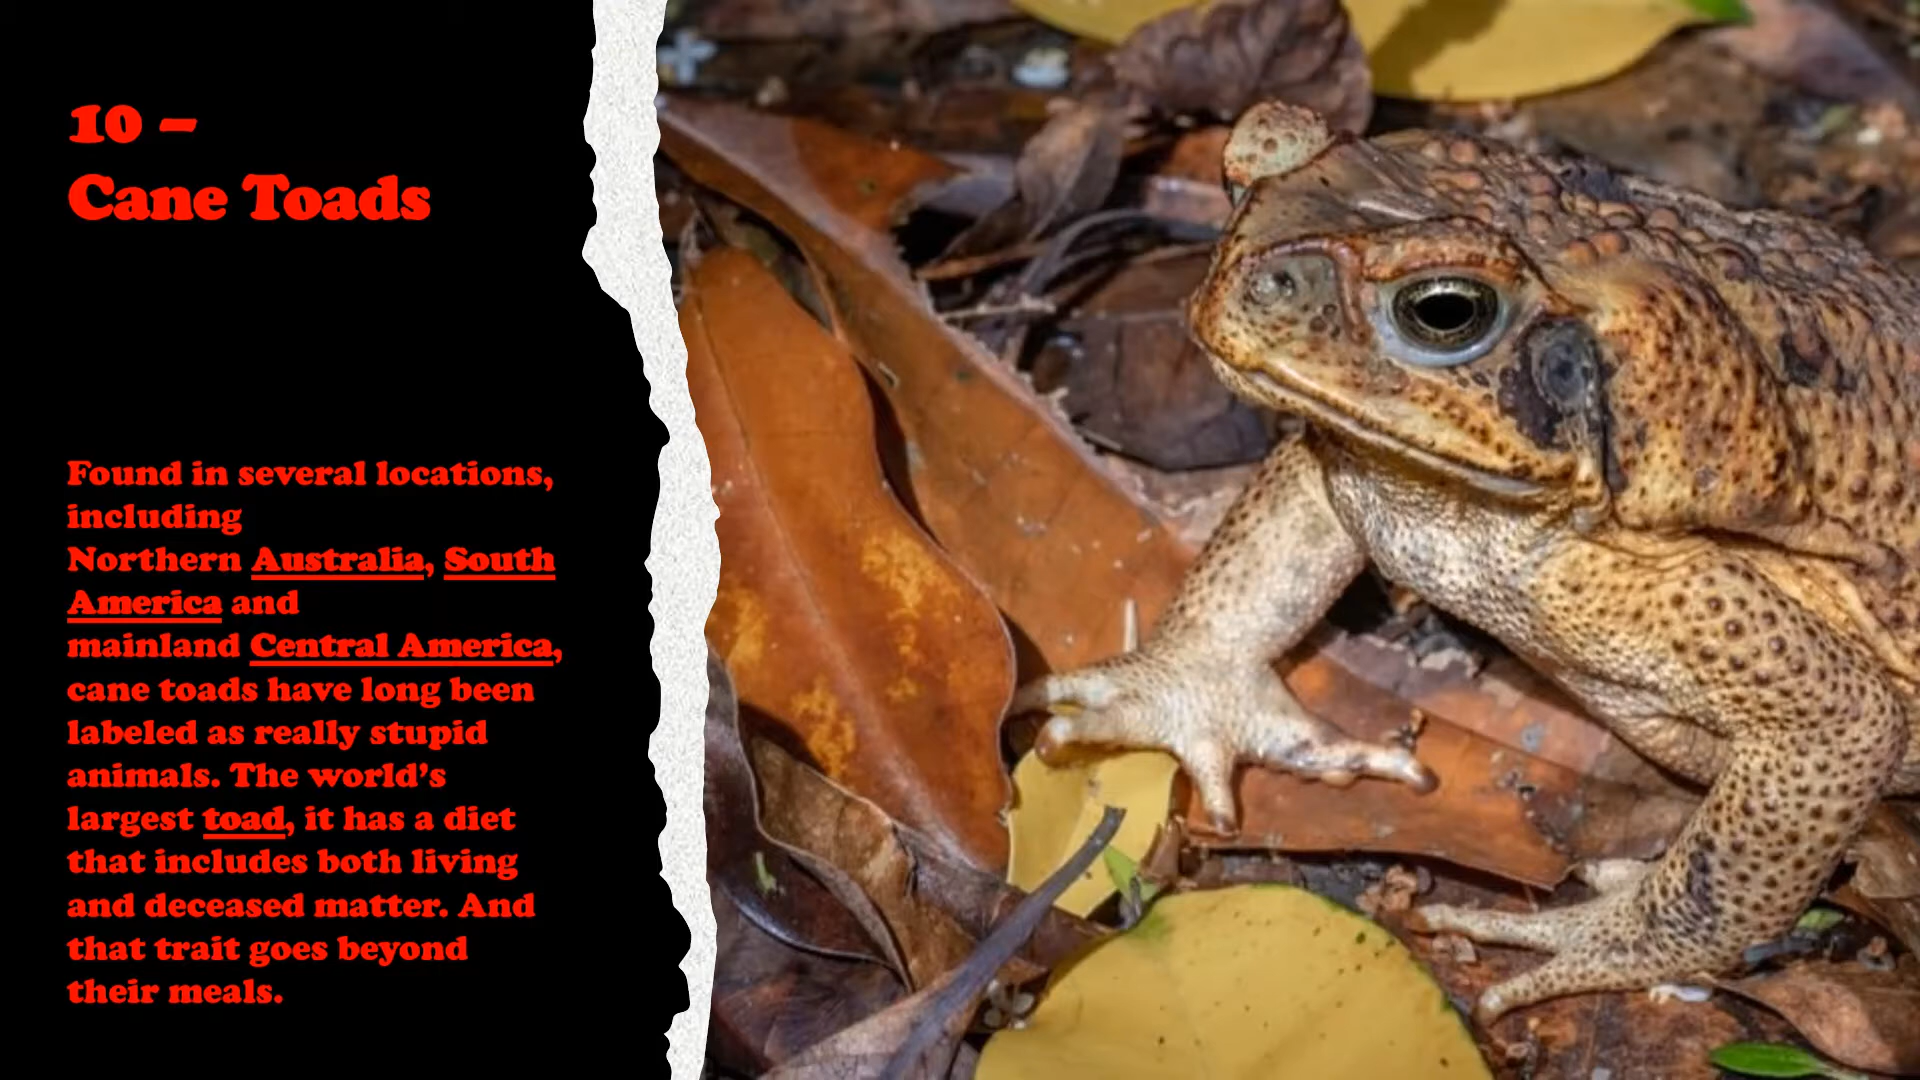 10 –
Cane Toads
Found in several locations,
including
Northern Australia, South
America and
mainland Central America,
cane toads have long been
labeled as really stupid
animals. The world’s
largest toad, it has a diet
that includes both living
and deceased matter. And
that trait goes beyond
their meals.